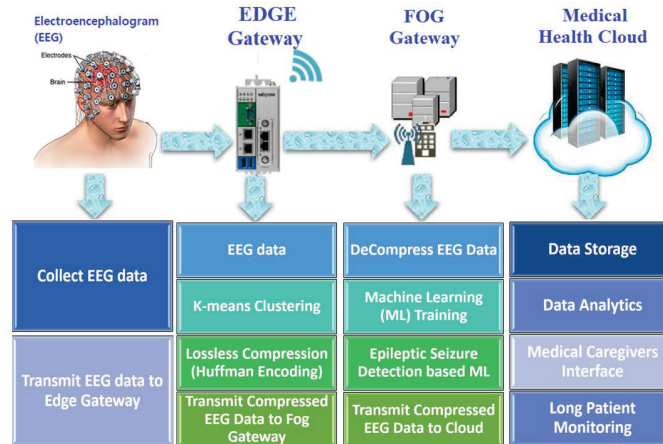 Electroencephalogram
(EEG)
Electrodes
Brain
EDGE
Gateway
FOG
Gateway
Medical
Health Cloud
Collect EEG data
Transmit EEG data to
Edge Gateway
EEG data
K-means Clustering
Lossless Compression
(Huffman Encoding)
Transmit Compressed
EEG Data to Fog
Gateway
DeCompress EEG Data
Machine Learning
(ML) Training
Epileptic Seizure
Detection based ML
Transmit Compressed
EEG Data to Cloud
Data Storage
Data Analytics
Medical Caregivers
Interface
Long Patient
Monitoring